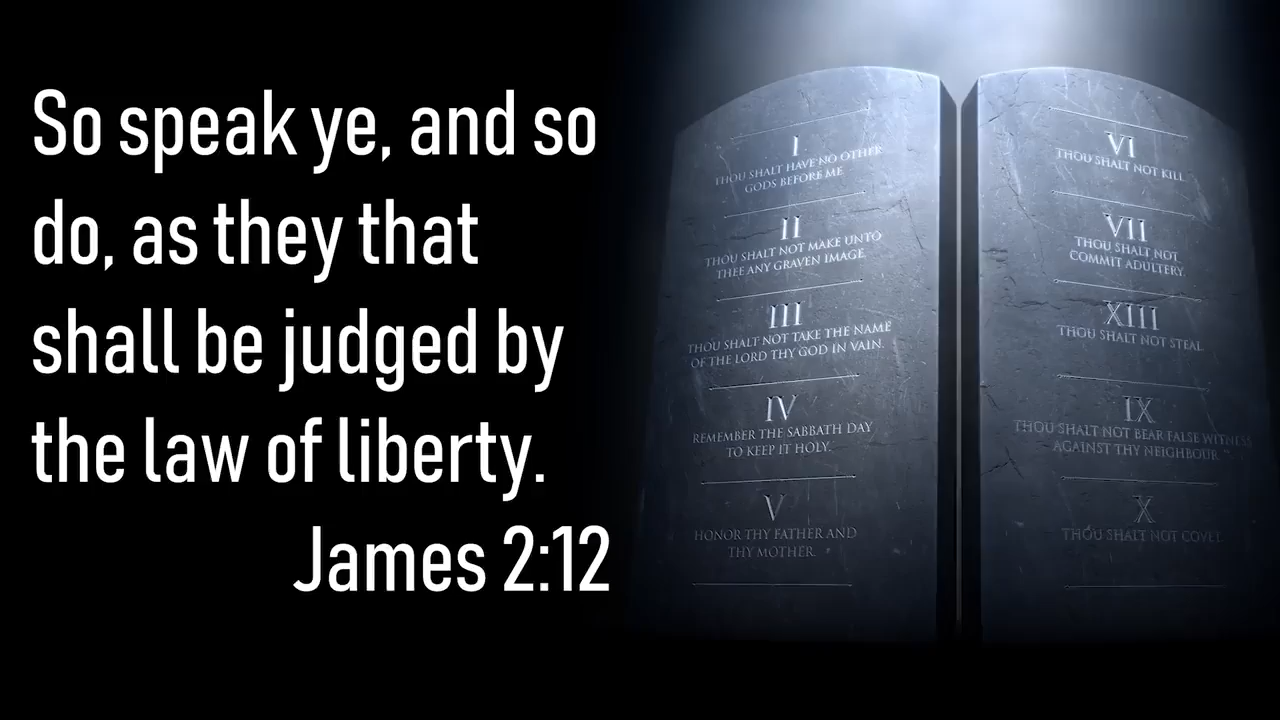 So speak ye, and so
do, as they that
shall be judged by
the law of liberty.
James 2:12
I
THOU SHALT HAVE NO OTHER
GODS BEFORE ME
II
THOU SHALT NOT MAKE UNTO
THEE ANY GRAVEN IMAGE
III
THOU SHALT NOT TAKE THE NAME
OF THE LORD THY GOD IN VAIN.
IV
REMEMBER THE SABBATH DAY
TO KEEP IT HOLY.
V
HONOR THY FATHER AND
THY MOTHER.
VI
THOU SHALT NOT KILL.
VII
THOU SHALT NOT
COMMIT ADULTERY.
XIII
THOU SHALT NOT STEAL.
IX
THOU SHALT NOT BEAR FALSE WITNESS
AGAINST THY NEIGHBOUR.
X
THOU SHALT NOT COVET.